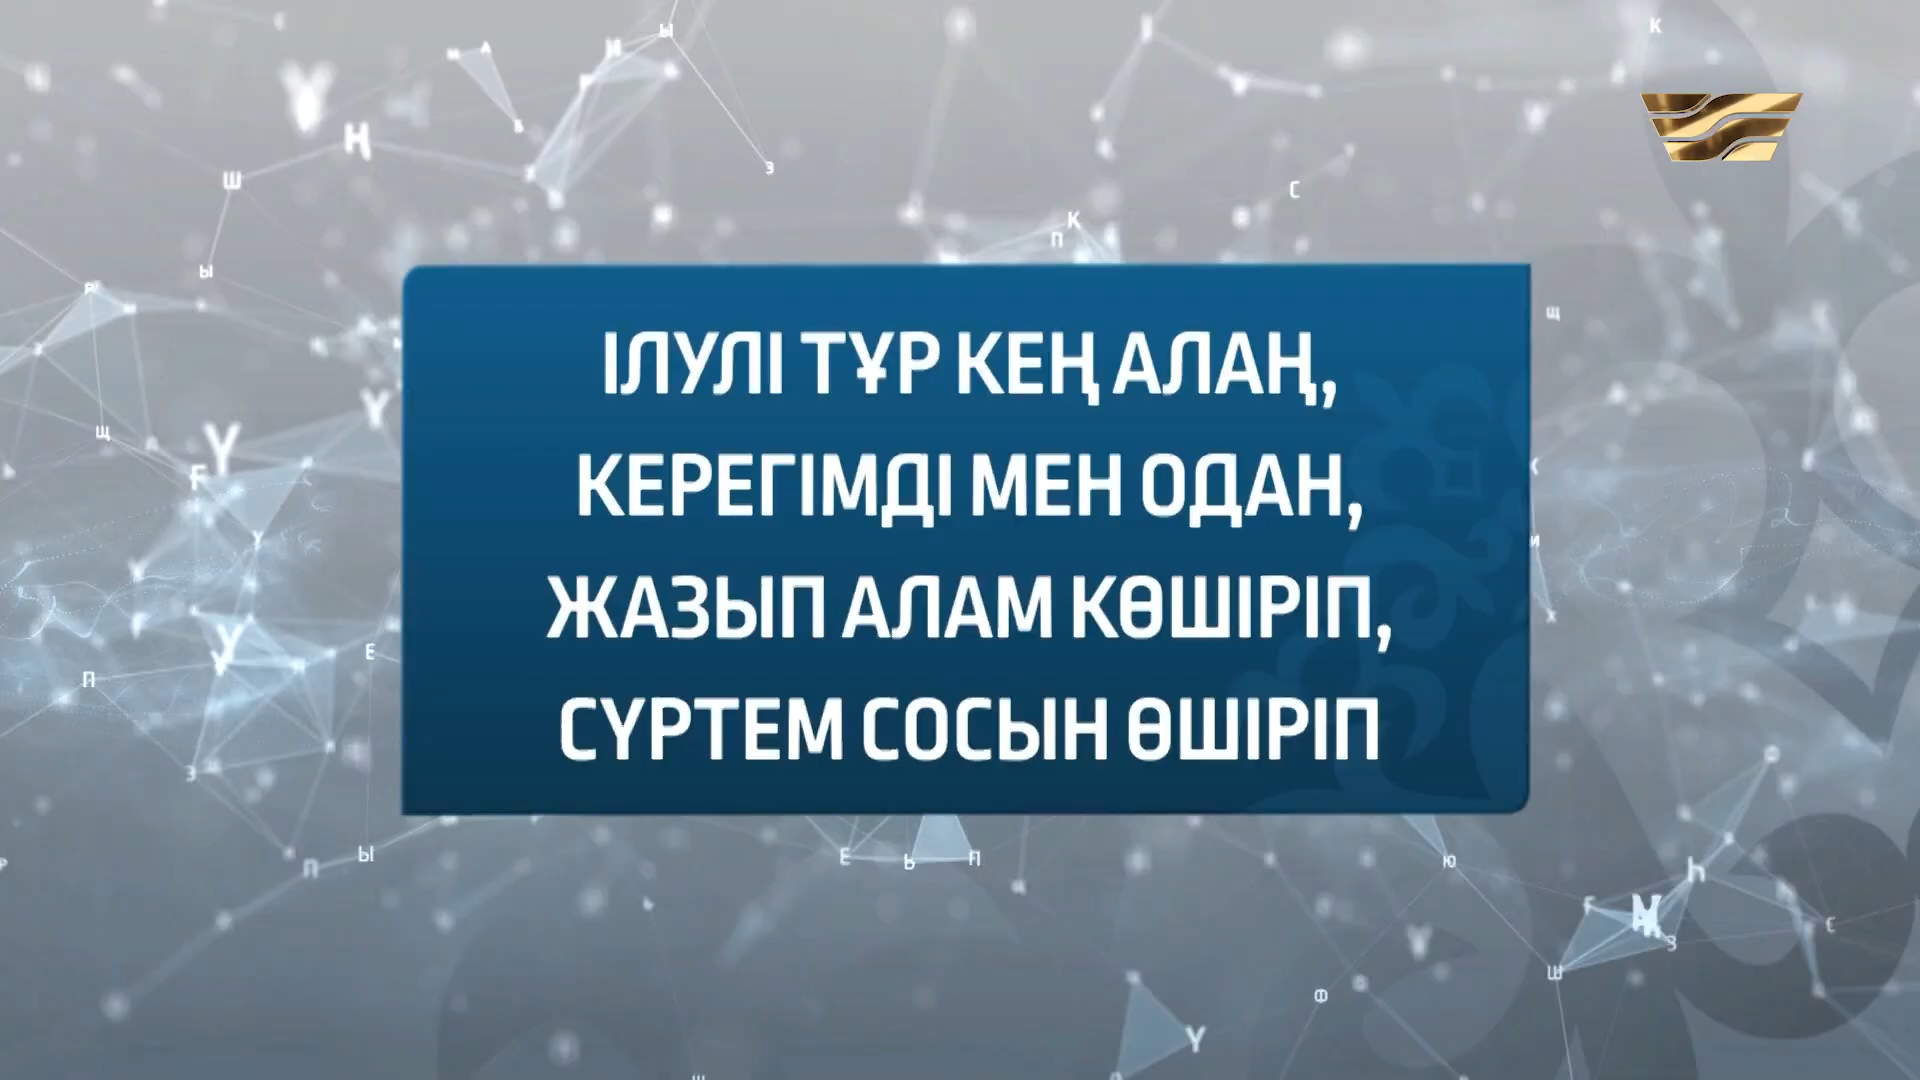 ІЛУЛІ ТҰР КЕҢ АЛАҢ,
КЕРЕГІМДІ МЕН ОДАН,
ЖАЗЫП АЛАМ КӨШІРІП,
СҮРТЕМ СОСЫН ӨШІРІП